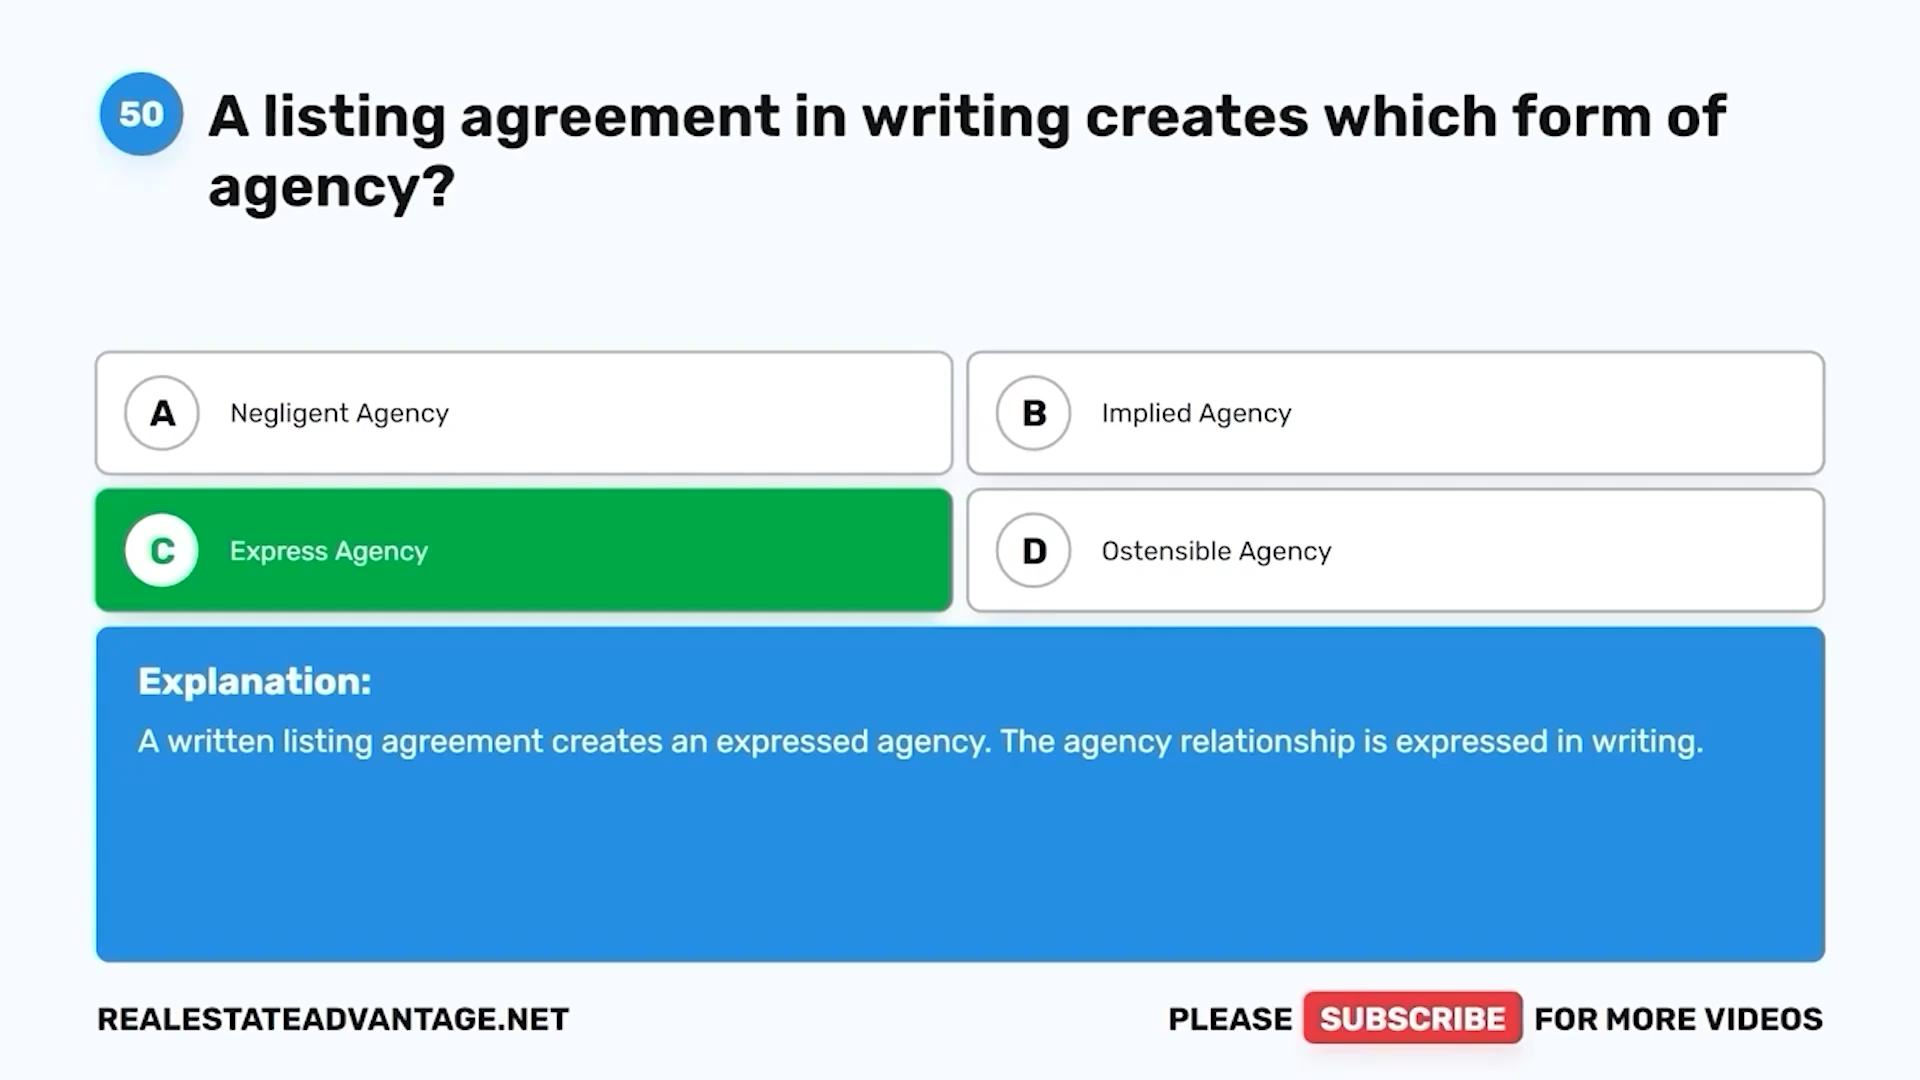 50
A listing agreement in writing creates which form of
agency?
A Negligent Agency
B Implied Agency
C Express Agency
D Ostensible Agency
Explanation:
A written listing agreement creates an expressed agency. The agency relationship is expressed in writing.
REALESTATEADVANTAGE.NET
PLEASE SUBSCRIBE FOR MORE VIDEOS